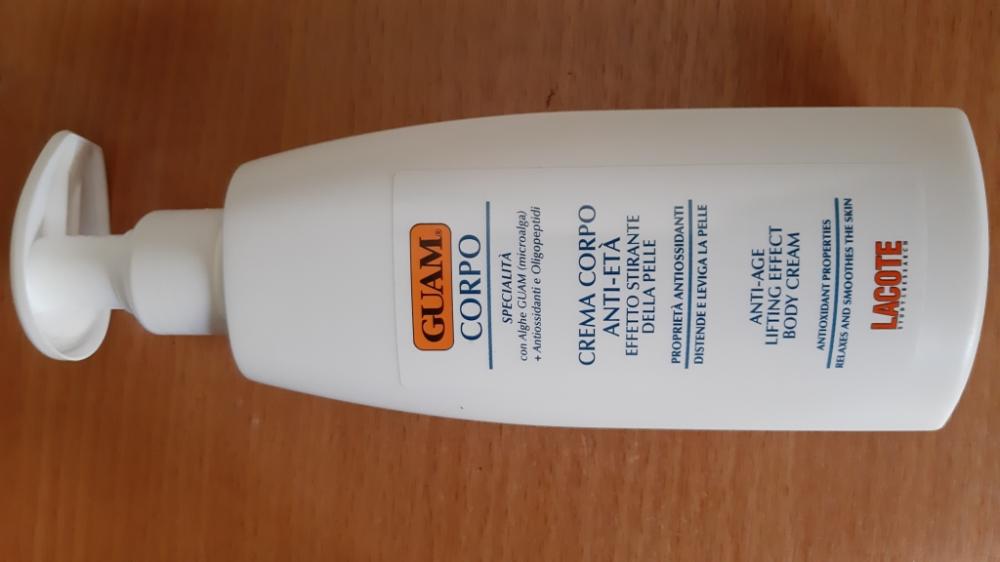 GUAM®
CORPO
SPECIALITÀ
con Alghe GUAM (microalga)
+ Antiossidanti e Oligopeptidi
CREMA CORPO
ANTI-ETÀ
EFFETTO STIRANTE
DELLA PELLE
PROPRIETÀ ANTIOSSIDANTI
DISTENDE E LEVIGA LA PELLE
ANTI-AGE
LIFTING EFFECT
BODY CREAM
ANTIOXIDANT PROPERTIES
RELAXES AND SMOOTHES THE SKIN
LACOTE